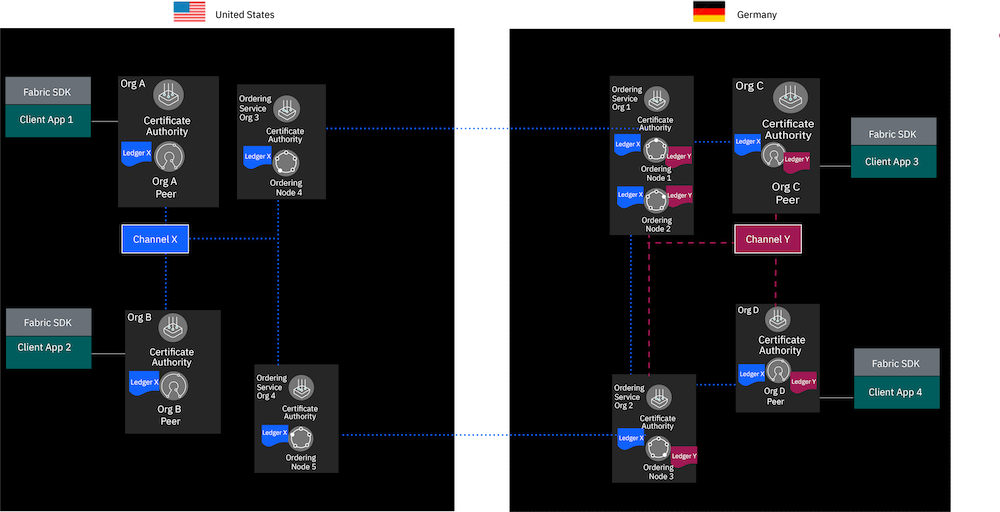 United States
Germany
Fabric SDK
Client App 1
Org A
Certificate
Authority
Ledger X
Org A
Peer
Ordering
Service
Org 3
Certificate
Authority
Ledger X
Ordering
Node 4
Channel X
Fabric SDK
Client App 2
Org B
Certificate
Authority
Ledger X
Org B
Peer
Ordering
Service
Org 4
Certificate
Authority
Ledger X
Ordering
Node 5
Ordering
Service
Org 1
Certificate
Authority
Ledger X
Ledger Y
Ordering
Node 1
Ledger X
Ledger Y
Ordering
Node 2
Org C
Certificate
Authority
Ledger X
Ledger Y
Org C
Peer
Fabric SDK
Client App 3
Channel Y
Ordering
Service
Org 2
Certificate
Authority
Ledger X
Ledger Y
Ordering
Node 3
Org D
Certificate
Authority
Ledger X
Ledger Y
Org D
Peer
Fabric SDK
Client App 4